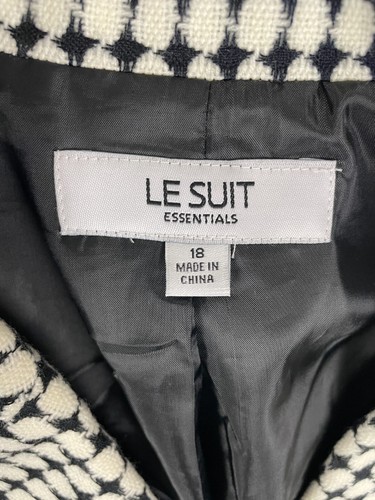 LE SUIT
ESSENTIALS
18
MADE IN
CHINA